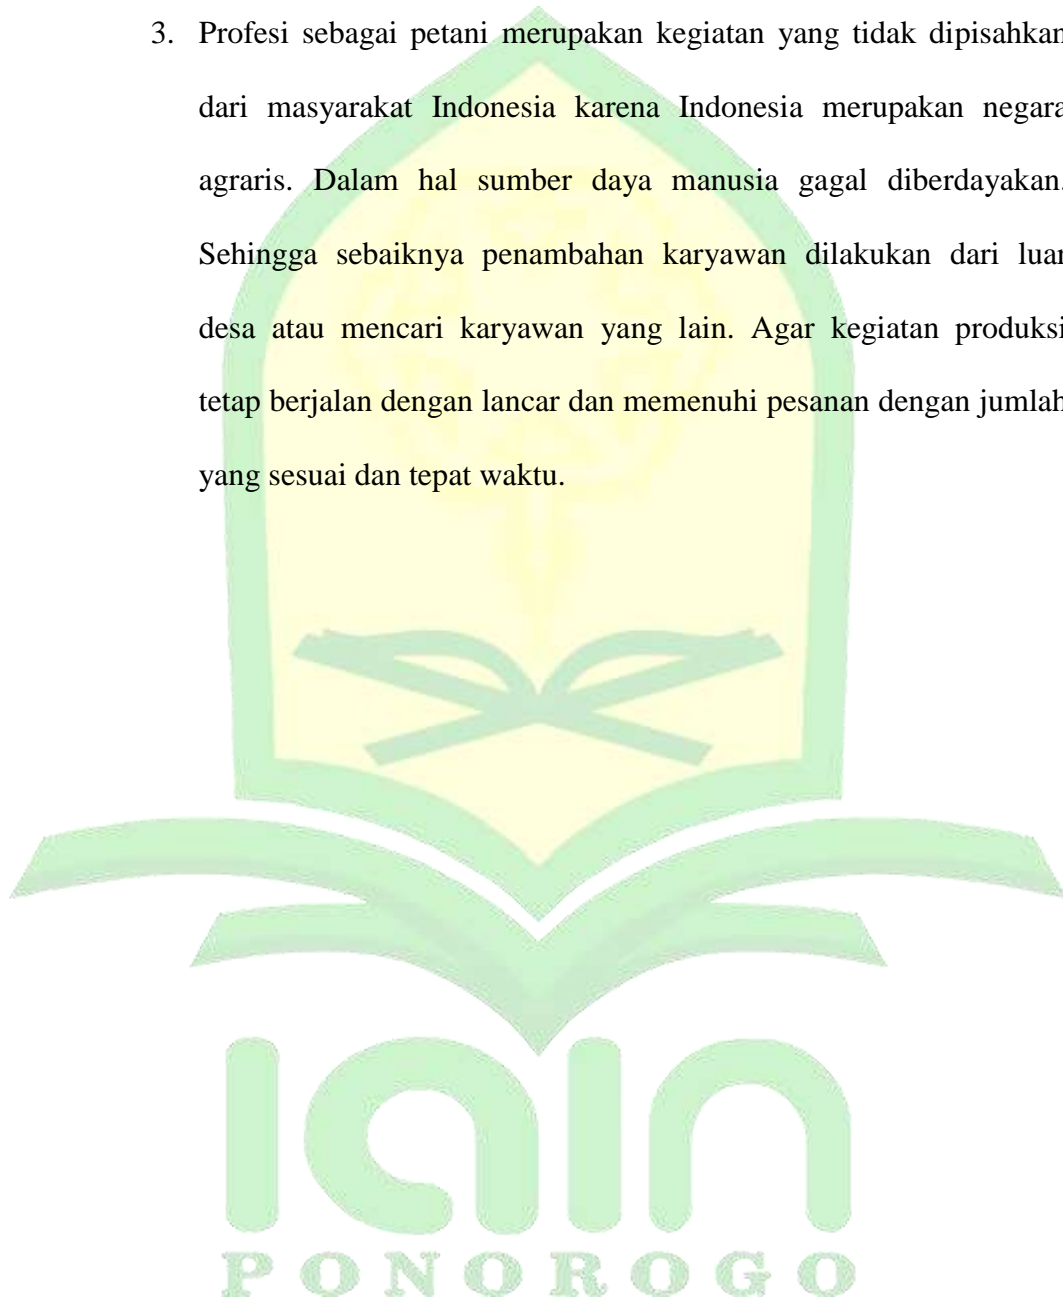 3. Profesi sebagai petani merupakan kegiatan yang tidak dipisahkan
dari masyarakat Indonesia karena Indonesia merupakan negara
agraris. Dalam hal sumber daya manusia gagal diberdayakan.
Sehingga sebaiknya penambahan karyawan dilakukan dari luar
desa atau mencari karyawan yang lain. Agar kegiatan produksi
tetap berjalan dengan lancar dan memenuhi pesanan dengan jumlah
yang sesuai dan tepat waktu.
iain
PONOROGO